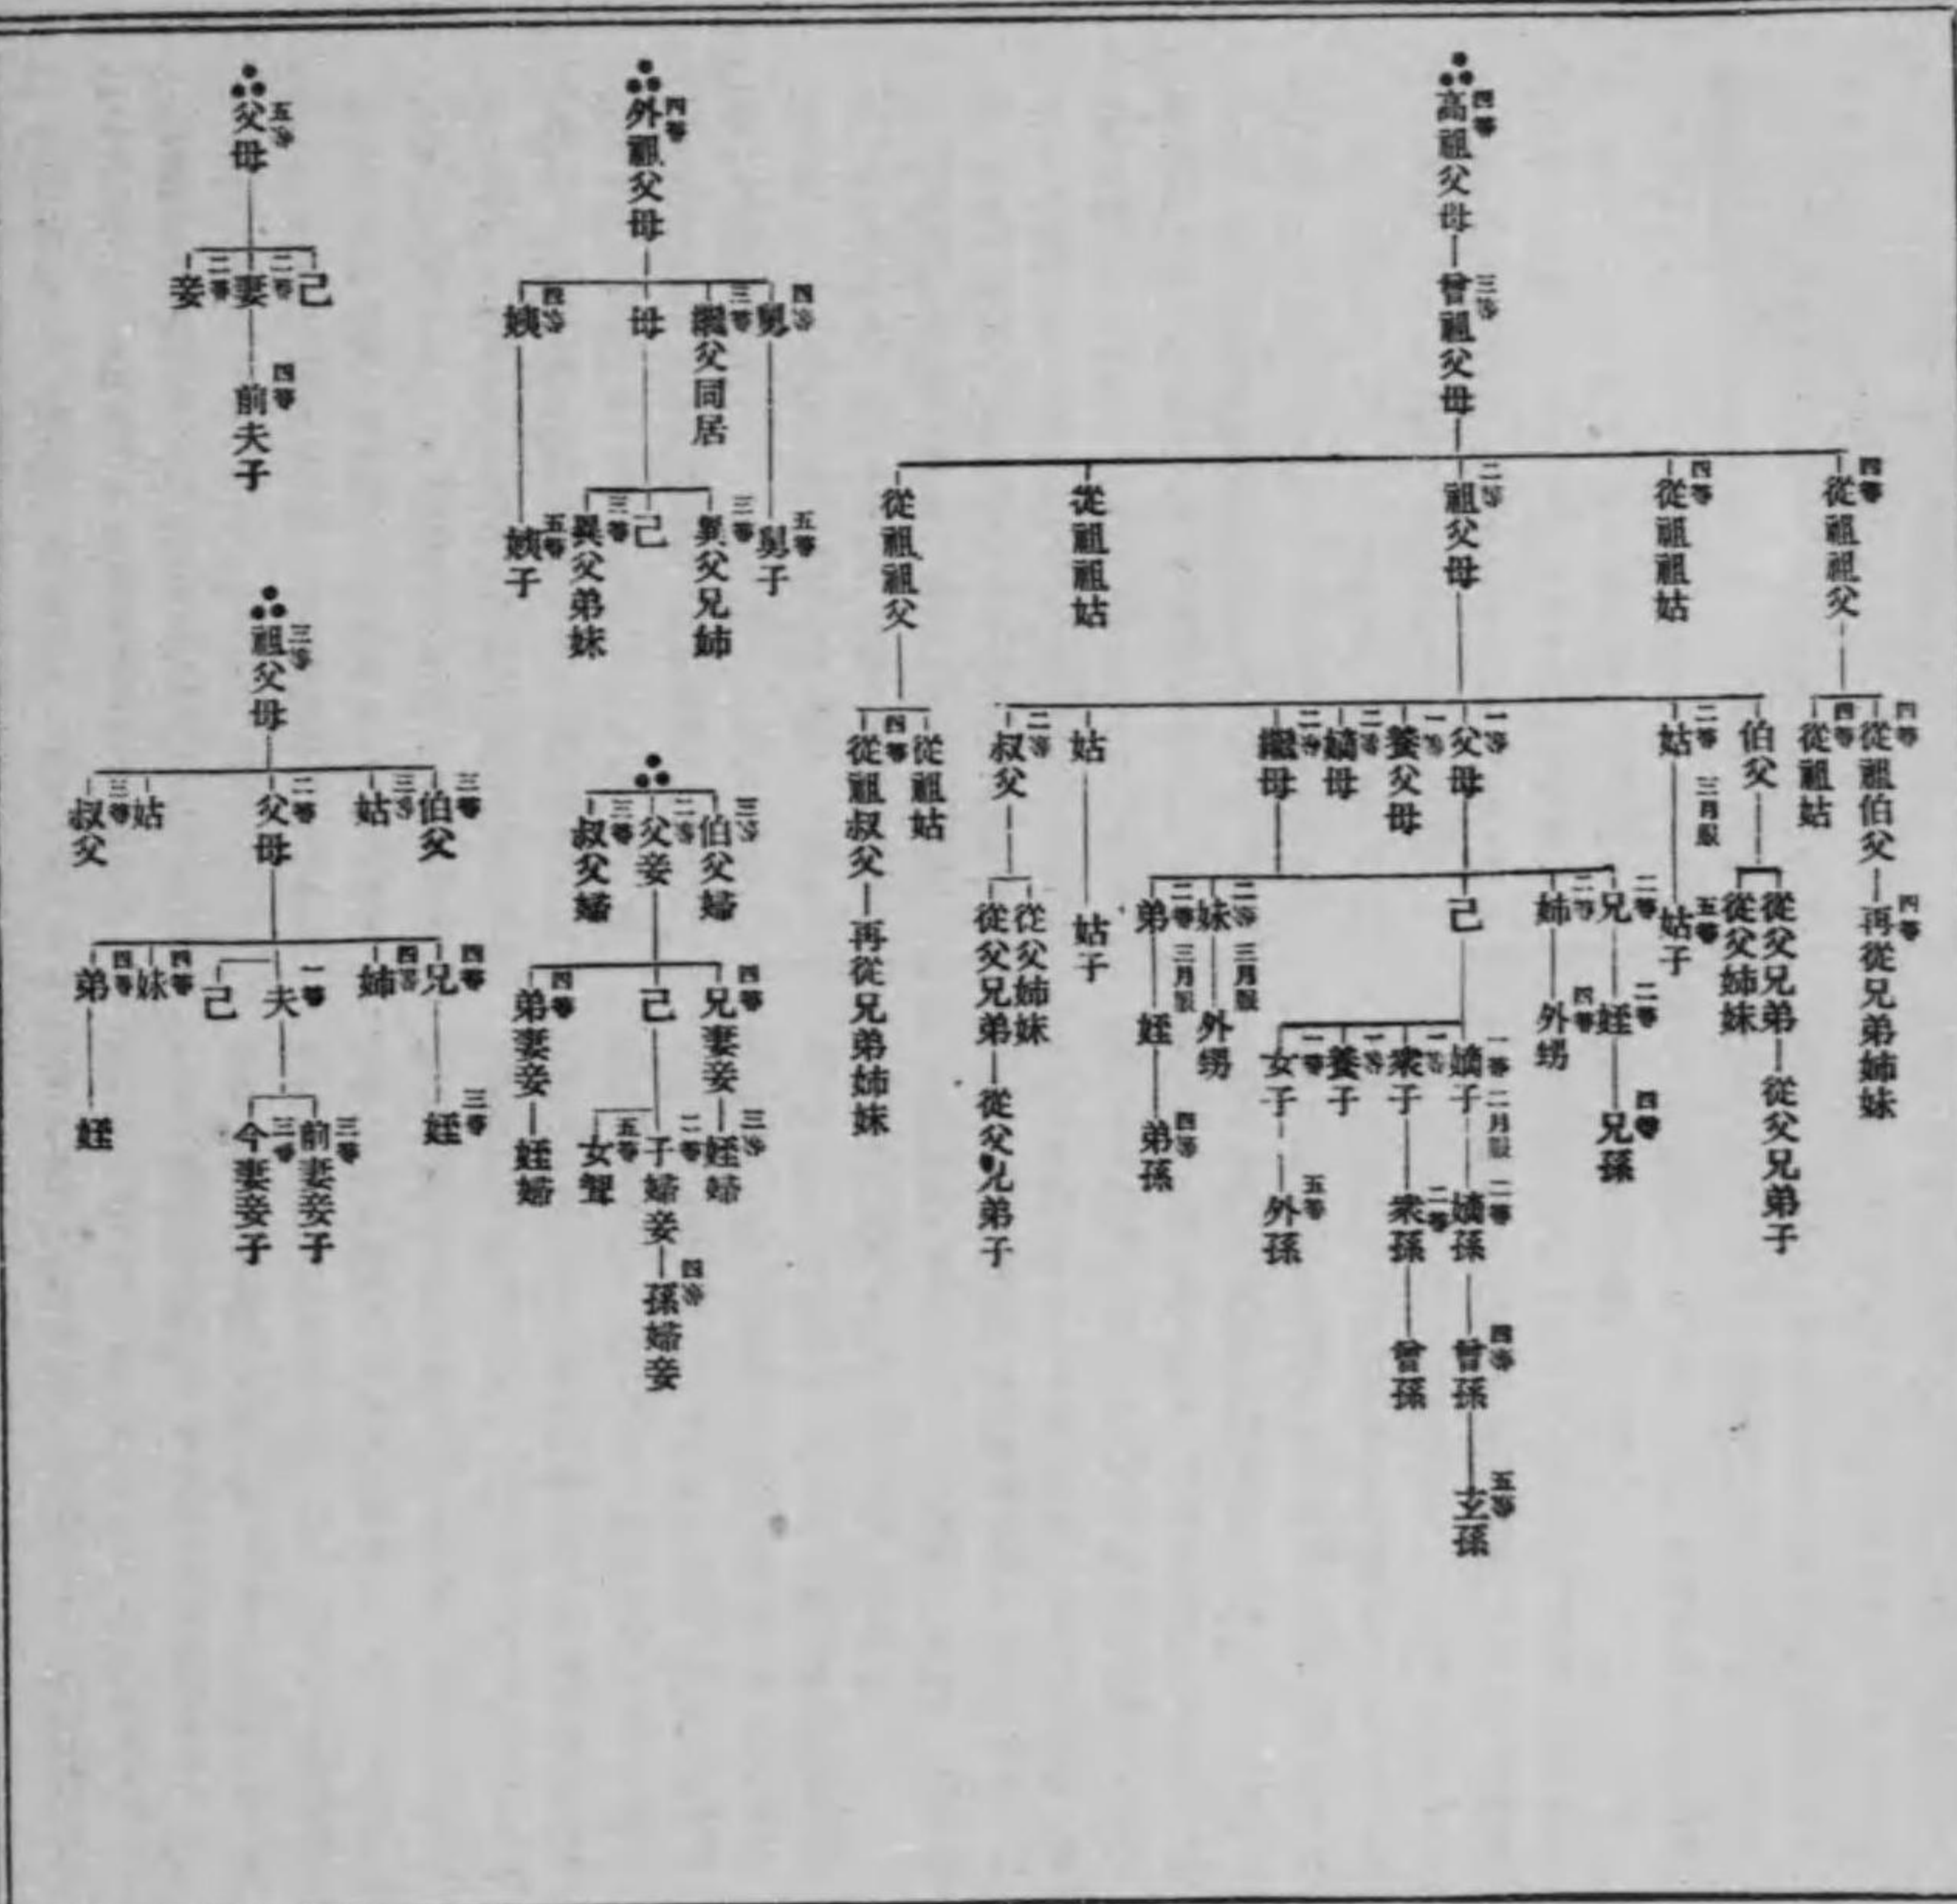 四等 高祖父母
三等 曾祖父母
四等 從祖祖父
四等 從祖祖姑
二等 祖父母
從祖祖姑
從祖祖父
四等 從祖伯父
四等 再從兄弟姉妹
四等 從祖姑
伯父
從父兄弟
從父兄弟子
從父姉妹
二等 姑 三月服
五等 姑子
一等 父母
一等 養父母
二等 嫡母
二等 繼母
姑
姑子
二等 叔父
從父姉妹
從父兄弟
從父兄弟子
從祖姑
四等 從祖叔父
再從兄弟姉妹
二等 兄
二等 姪
四等 兄孫
二等 姉
四等 外甥
己
二等 妹 三月服
外甥
二等 弟 三月服
姪
四等 弟孫
一等 嫡子 二月服
二等 嫡孫
四等 曾孫
五等 玄孫
一等 衆子
二等 衆孫
曾孫
一等 養子
一等 女子
五等 外孫
四等 外祖父母
四等 舅
五等 舅子
三等 繼父同居
母
四等 姨
五等 姨子
三等 異父兄姉
己
三等 異父弟妹
三等 伯父婦
二等 父妾
三等 叔父婦
四等 兄妻妾
三等 姪婦
己
四等 弟妻妾
姪婦
二等 子婦妾
四等 孫婦妾
五等 女聟
五等 父母
己
二等 妻
二等 妾
四等 前夫子
三等 祖父母
三等 伯父
三等 姑
二等 父母
姑
三等 叔父
四等 兄
三等 姪
四等 姉
一等 夫
己
四等 妹
四等 弟
姪
三等 前妻妾子
三等 今妻妾子